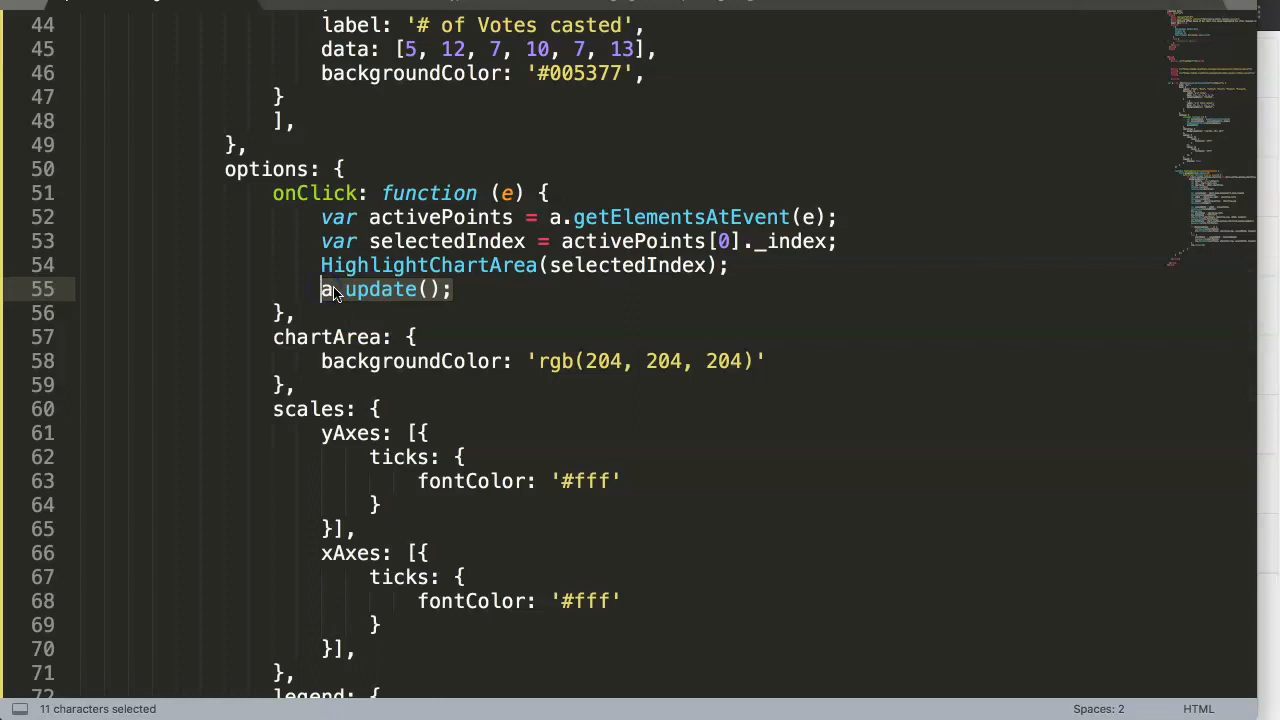 44 label: '# of Votes casted',
45 data: [5, 12, 7, 10, 7, 13],
46 backgroundColor: '#005377',
47 }
48 ],
49 },
50 options: {
51 onClick: function (e) {
52 var activePoints = a.getElementsAtEvent(e);
53 var selectedIndex = activePoints[0]._index;
54 HighlightChartArea(selectedIndex);
55 a.update();
56 },
57 chartArea: {
58 backgroundColor: 'rgb(204, 204, 204)'
59 },
60 scales: {
61 yAxes: [{
62 ticks: {
63 fontColor: '#fff'
64 }
65 }],
66 xAxes: [{
67 ticks: {
68 fontColor: '#fff'
69 }
70 }],
71 },
72 legend: {
11 characters selected
Spaces: 2
HTML